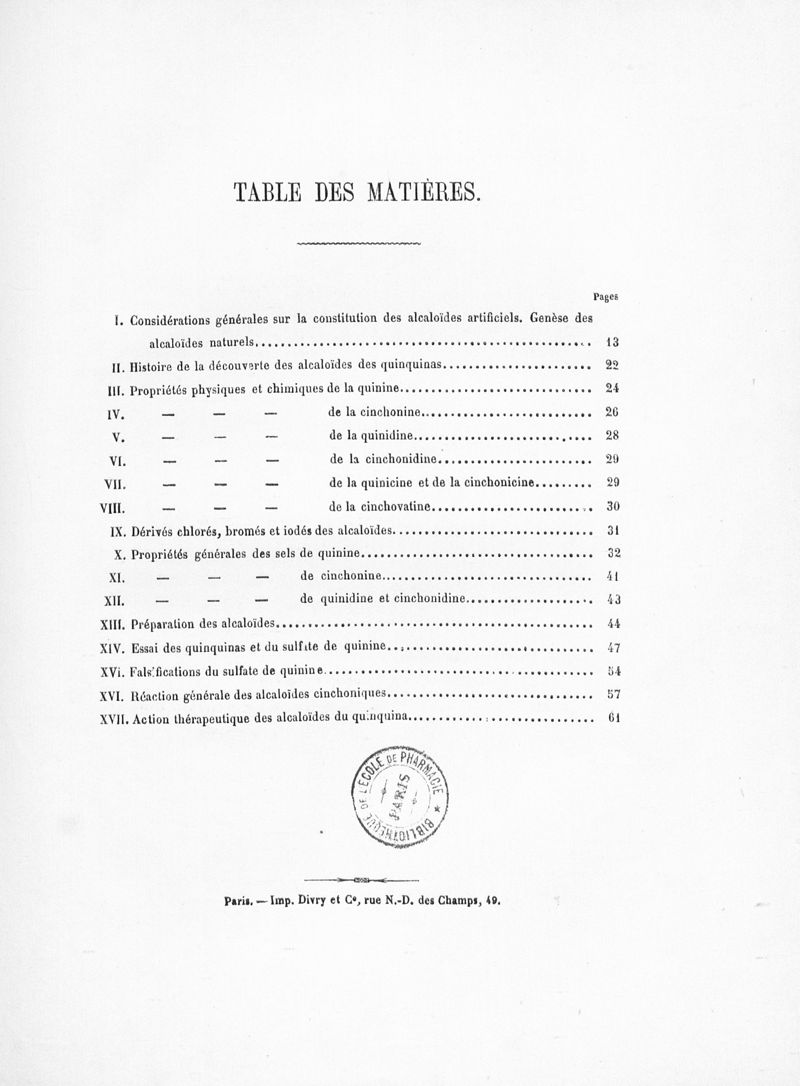 TABLE DES MATIÈRES.
Pages
I. Considérations générales sur la constitution des alcaloïdes artificiels. Genèse des
alcaloïdes naturels.................................................. 13
II. Histoire de la découverte des alcaloïdes des quinquinas....................... 22
III. Propriétés physiques et chimiques de la quinine.............................. 24
IV. — — — de la cinchonine........................... 26
V. — — — de la quinidine............................ 28
VI. — — — de la cinchonidine........................ 29
VII. — — — de la quinicine et de la cinchonicine......... 29
VIII. — — — de la cinchovatine......................... 30
IX. Dérivés chlorés, bromés et iodés des alcaloïdes............................... 31
X. Propriétés générales des sels de quinine.................................... 32
XI. — — — de cinchonine................................. 41
XII. — — — de quinidine et cinchonidine.................... 43
XIII. Préparation des alcaloïdes................................................. 44
XIV. Essai des quinquinas et du sulfate de quinine................................ 47
XVi. Falsifications du sulfate de quinine.......................................... 54
XVI. Réaction générale des alcaloïdes cinchoniques................................ 57
XVII. Action thérapeutique des alcaloïdes du quinquina............................. 61
BIBLIOTHÈQUE DE L'ÉCOLE DE PHARMACIE
PARIS
Paris. — Imp. Divry et Cᵉ, rue N.-D. des Champs, 49.